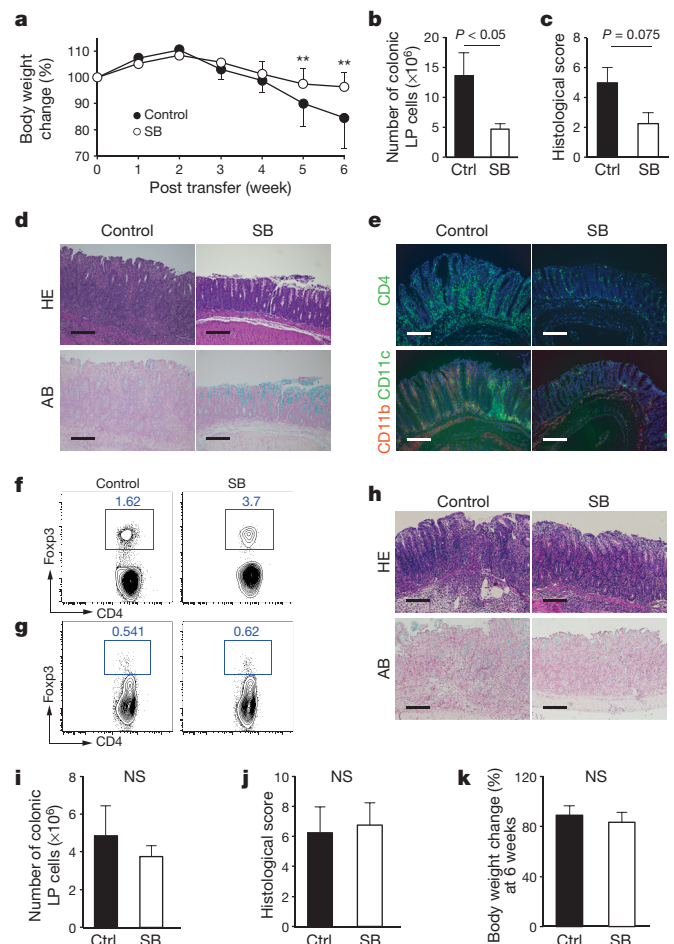 a
110
100
90
80
70
Body weight
change (%)
**
**
Control
SB
0
1
2
3
4
5
6
Post transfer (week)
b
P < 0.05
20
15
10
5
0
Number of colonic
LP cells (×10⁶)
Ctrl
SB
c
P = 0.075
8
6
4
2
0
Histological score
Ctrl
SB
d
Control
SB
HE
AB
e
Control
SB
CD4
CD11b CD11c
f
Control
SB
1.62
3.7
Foxp3
CD4
g
0.541
0.62
Foxp3
CD4
h
Control
SB
HE
AB
i
NS
8
6
4
2
0
Number of colonic
LP cells (×10⁶)
Ctrl
SB
j
NS
10
8
6
4
2
0
Histological score
Ctrl
SB
k
NS
120
80
40
0
Body weight change (%)
at 6 weeks
Ctrl
SB